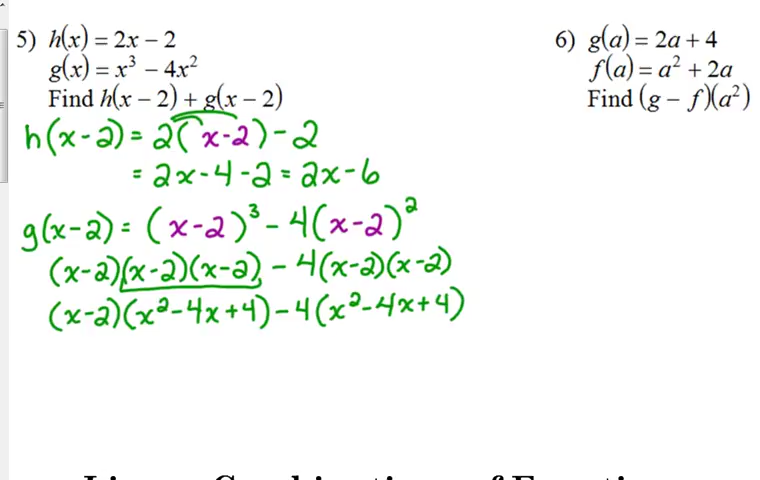 5) h(x) = 2x − 2
g(x) = x³ − 4x²
Find h(x − 2) + g(x − 2)
h(x-2) = 2(x-2) - 2
= 2x-4-2 = 2x-6
g(x-2) = (x-2)³ - 4(x-2)²
(x-2)(x-2)(x-2) - 4(x-2)(x-2)
(x-2)(x²-4x+4) - 4(x²-4x+4)
6) g(a) = 2a + 4
f(a) = a² + 2a
Find (g − f)(a²)